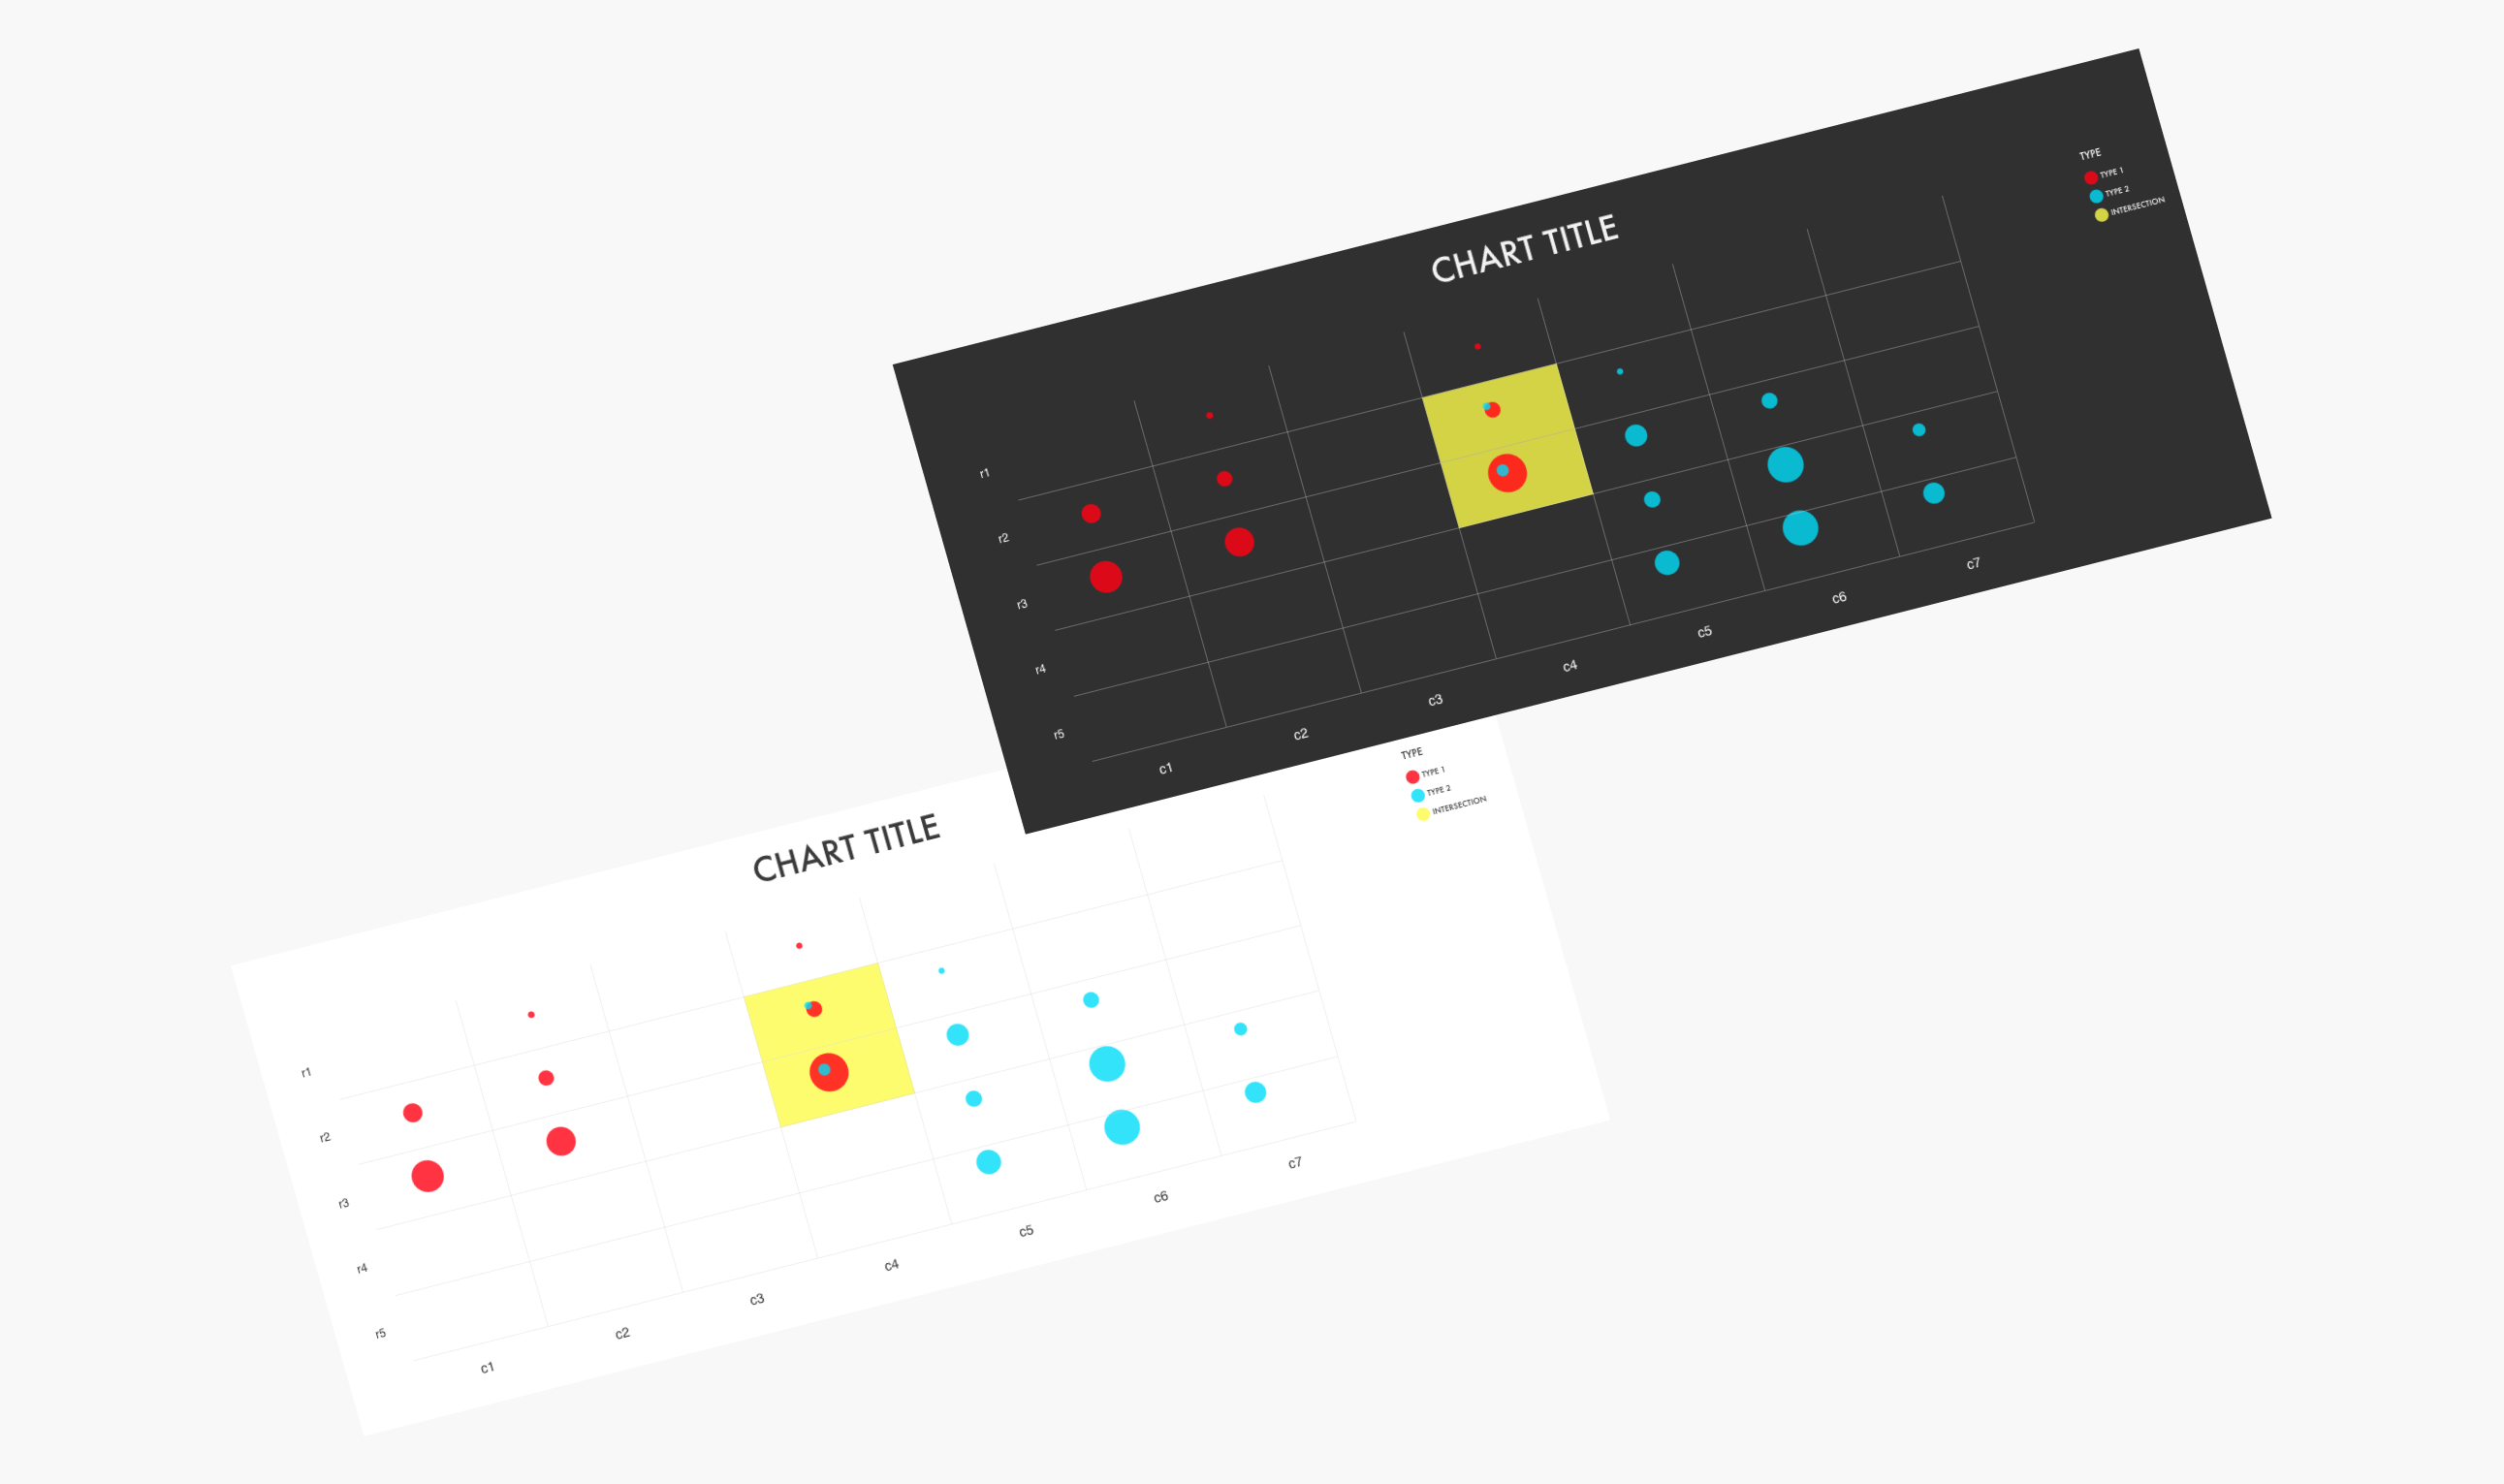 CHART TITLE
TYPE
TYPE 1
TYPE 2
INTERSECTION
r1
r2
r3
r4
r5
c1
c2
c3
c4
c5
c6
c7
CHART TITLE
TYPE
TYPE 1
TYPE 2
INTERSECTION
r1
r2
r3
r4
r5
c1
c2
c3
c4
c5
c6
c7